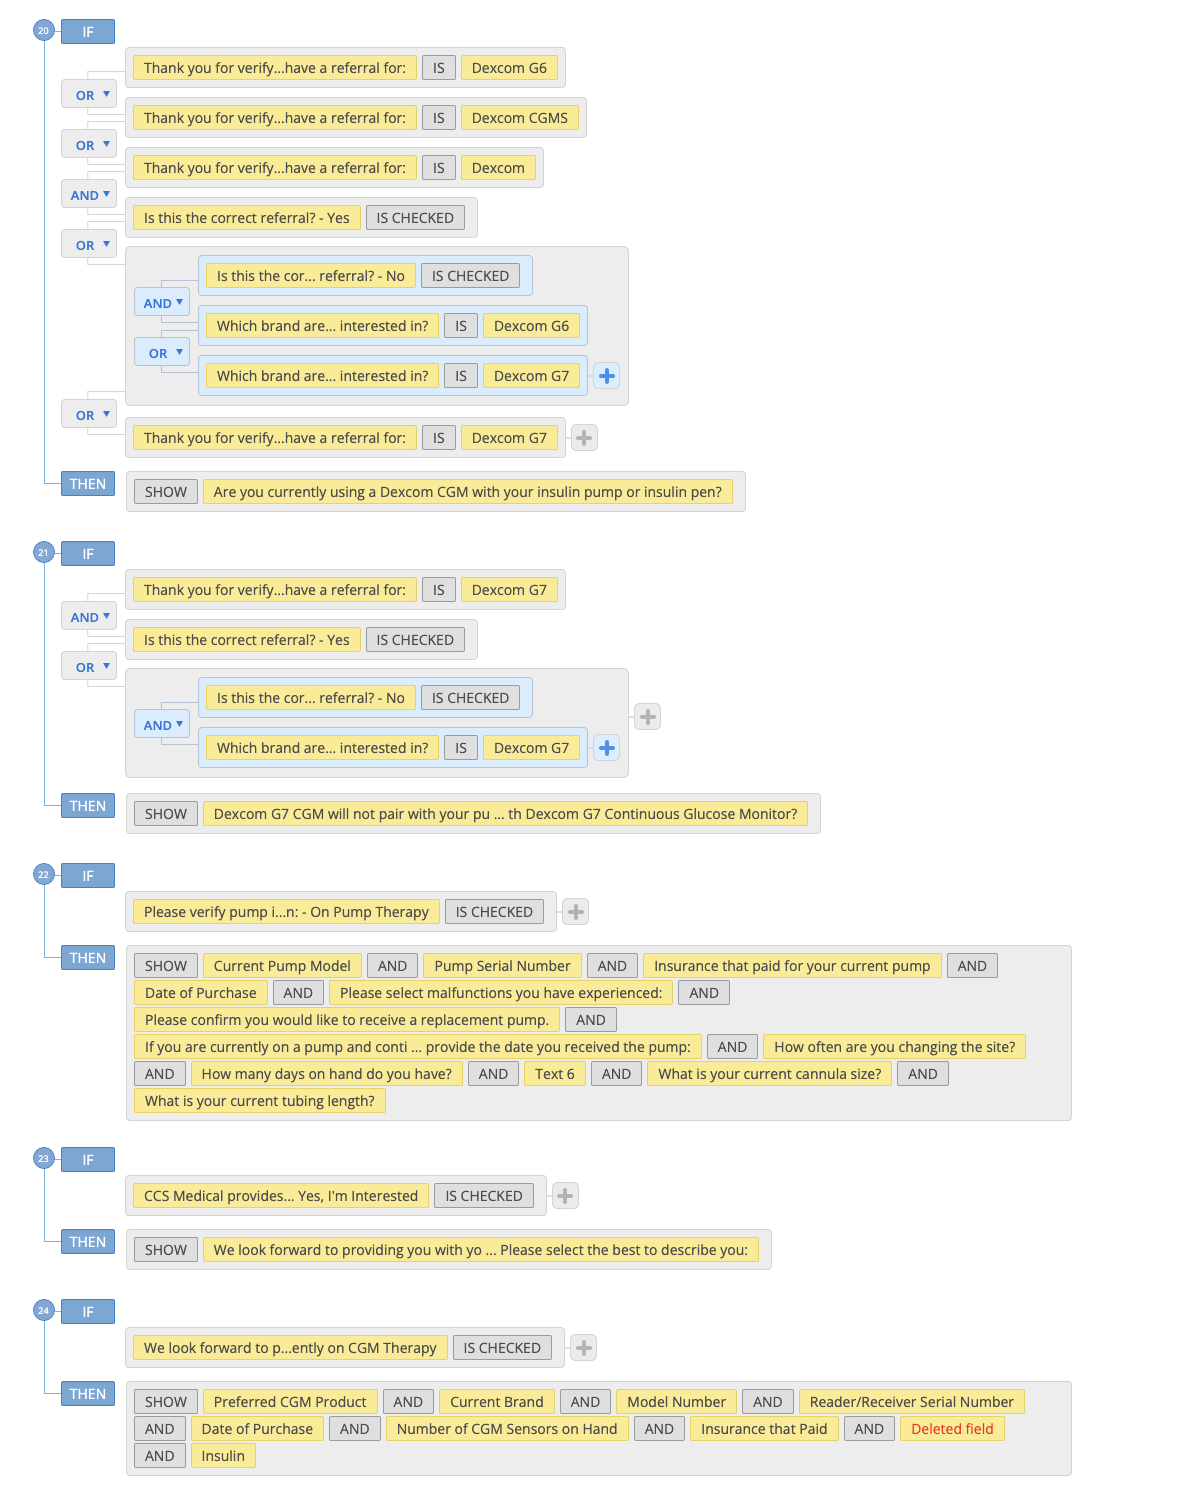 20 IF
Thank you for verify...have a referral for: IS Dexcom G6
OR
Thank you for verify...have a referral for: IS Dexcom CGMS
OR
Thank you for verify...have a referral for: IS Dexcom
AND
Is this the correct referral? - Yes IS CHECKED
OR
Is this the cor... referral? - No IS CHECKED
AND
Which brand are... interested in? IS Dexcom G6
OR
Which brand are... interested in? IS Dexcom G7
OR
Thank you for verify...have a referral for: IS Dexcom G7
THEN SHOW Are you currently using a Dexcom CGM with your insulin pump or insulin pen?
21 IF
Thank you for verify...have a referral for: IS Dexcom G7
AND
Is this the correct referral? - Yes IS CHECKED
OR
Is this the cor... referral? - No IS CHECKED
AND
Which brand are... interested in? IS Dexcom G7
THEN SHOW Dexcom G7 CGM will not pair with your pu ... th Dexcom G7 Continuous Glucose Monitor?
22 IF
Please verify pump i...n: - On Pump Therapy IS CHECKED
THEN SHOW Current Pump Model AND Pump Serial Number AND Insurance that paid for your current pump AND
Date of Purchase AND Please select malfunctions you have experienced: AND
Please confirm you would like to receive a replacement pump. AND
If you are currently on a pump and conti ... provide the date you received the pump: AND How often are you changing the site?
AND How many days on hand do you have? AND Text 6 AND What is your current cannula size? AND
What is your current tubing length?
23 IF
CCS Medical provides... Yes, I'm Interested IS CHECKED
THEN SHOW We look forward to providing you with yo ... Please select the best to describe you:
24 IF
We look forward to p...ently on CGM Therapy IS CHECKED
THEN SHOW Preferred CGM Product AND Current Brand AND Model Number AND Reader/Receiver Serial Number
AND Date of Purchase AND Number of CGM Sensors on Hand AND Insurance that Paid AND Deleted field
AND Insulin